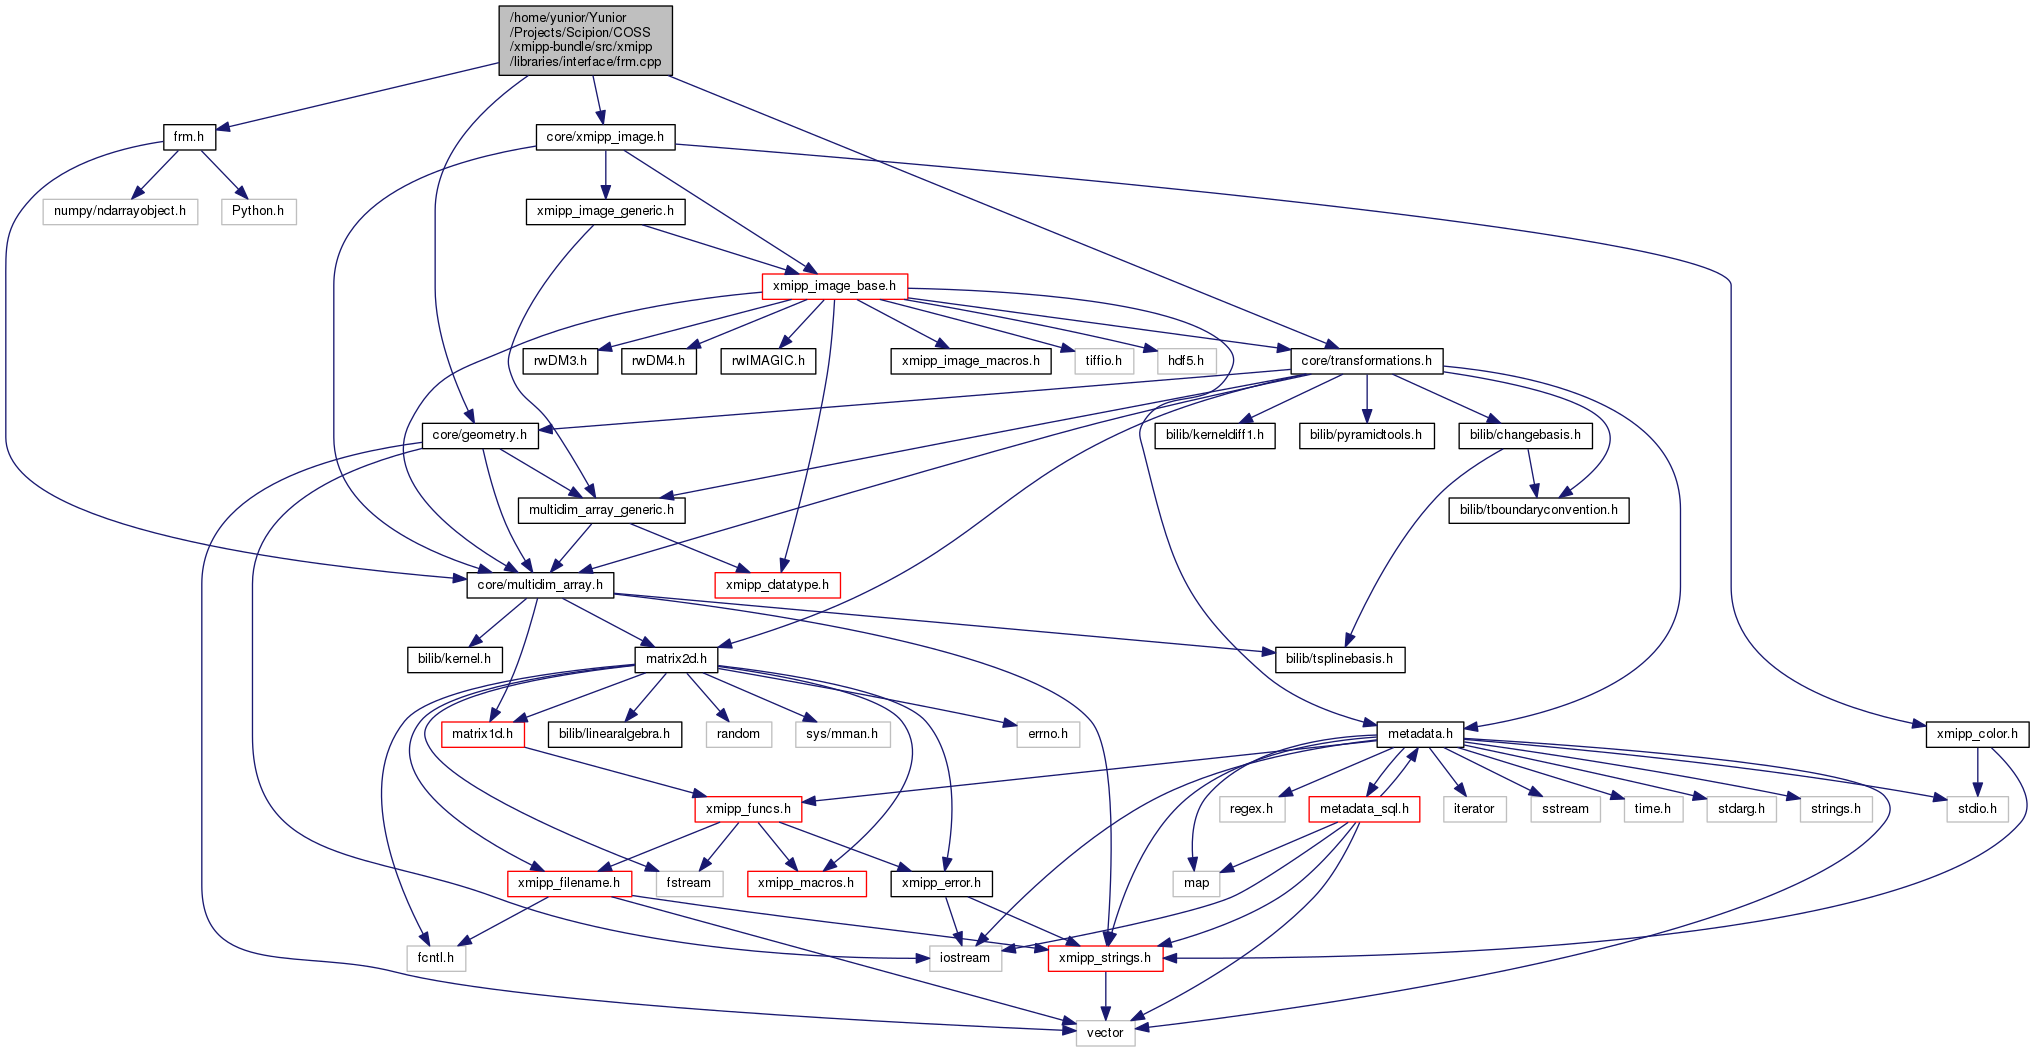 /home/yunior/Yunior
/Projects/Scipion/COSS
/xmipp-bundle/src/xmipp
/libraries/interface/frm.cpp
frm.h
core/xmipp_image.h
numpy/ndarrayobject.h
Python.h
xmipp_image_generic.h
xmipp_image_base.h
rwDM3.h
rwDM4.h
rwIMAGIC.h
xmipp_image_macros.h
tiffio.h
hdf5.h
core/transformations.h
core/geometry.h
bilib/kerneldiff1.h
bilib/pyramidtools.h
bilib/changebasis.h
multidim_array_generic.h
bilib/tboundaryconvention.h
core/multidim_array.h
xmipp_datatype.h
bilib/kernel.h
matrix2d.h
bilib/tsplinebasis.h
matrix1d.h
bilib/linearalgebra.h
random
sys/mman.h
errno.h
metadata.h
xmipp_color.h
xmipp_funcs.h
regex.h
metadata_sql.h
iterator
sstream
time.h
stdarg.h
strings.h
stdio.h
xmipp_filename.h
fstream
xmipp_macros.h
xmipp_error.h
map
fcntl.h
iostream
xmipp_strings.h
vector